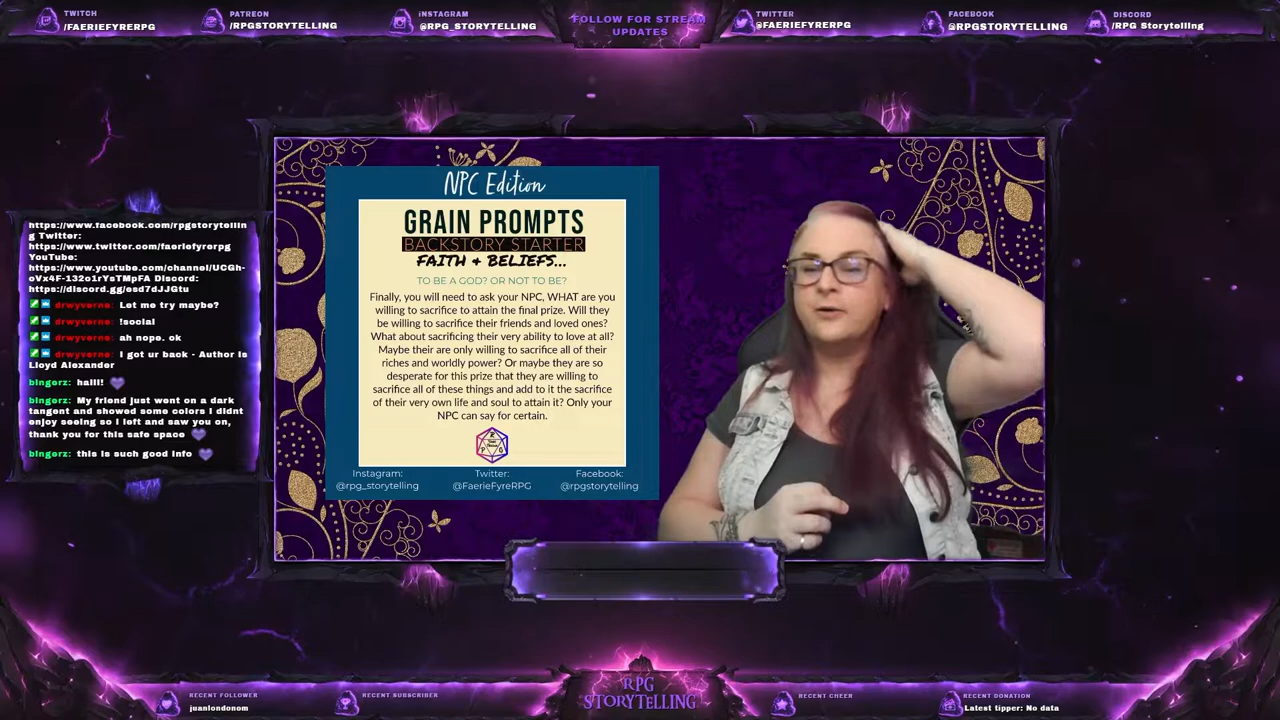 TWITCH
/FAERIEFYRERPG
PATREON
/RPGSTORYTELLING
INSTAGRAM
@RPG_STORYTELLING
FOLLOW FOR STREAM
UPDATES
TWITTER
@FAERIEFYRERPG
FACEBOOK
@RPGSTORYTELLING
DISCORD
/RPG Storytelling
https://www.facebook.com/rpgstorytellin
g Twitter:
https://www.twitter.com/faeriefyrerpg
YouTube:
https://www.youtube.com/channel/UCGh-
https://discord.gg/esd7dJJGtu
drwyverne: Let me try maybe?
drwyverne: !social
drwyverne: ah nope. ok
drwyverne: I got ur back - Author is
Lloyd Alexander
bingerz: haiii!
bingerz: My friend just went on a dark
tangent and showed some colors I didnt
enjoy seeing so I left and saw you on,
thank you for this safe space
bingerz: this is such good info
NPC Edition
GRAIN PROMPTS
BACKSTORY STARTER
FAITH & BELIEFS...
TO BE A GOD? OR NOT TO BE?
Finally, you will need to ask your NPC, WHAT are you
willing to sacrifice to attain the final prize. Will they
be willing to sacrifice their friends and loved ones?
What about sacrificing their very ability to love at all?
Maybe their are only willing to sacrifice all of their
riches and worldly power? Or maybe they are so
desperate for this prize that they are willing to
sacrifice all of these things and add to it the sacrifice
of their very own life and soul to attain it? Only your
NPC can say for certain.
R
P G
Instagram:
@rpg_storytelling
Twitter:
@FaerieFyreRPG
Facebook:
@rpgstorytelling
RECENT FOLLOWER
juanlondonom
RECENT SUBSCRIBER
RPG
STORYTELLING
RECENT CHEER
RECENT DONATION
Latest tipper: No data